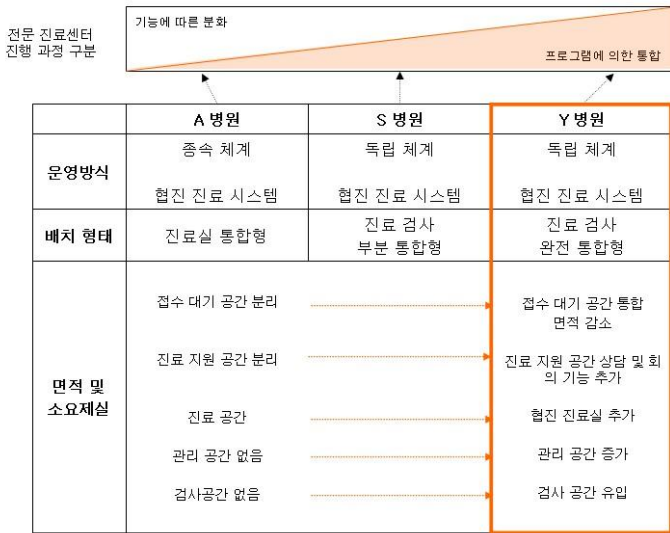 전문 진료센터
진행 과정 구분
기능에 따른 분화
프로그램에 의한 통합
A 병원
S 병원
Y 병원
운영방식
종속 체계
협진 진료 시스템
독립 체계
협진 진료 시스템
독립 체계
협진 진료 시스템
배치 형태
진료실 통합형
진료 검사
부분 통합형
진료 검사
완전 통합형
면적 및
소요제실
접수 대기 공간 분리
접수 대기 공간 통합
면적 감소
진료 지원 공간 분리
진료 지원 공간 상담 및 회
의 기능 추가
진료 공간
협진 진료실 추가
관리 공간 없음
관리 공간 증가
검사공간 없음
검사 공간 유입